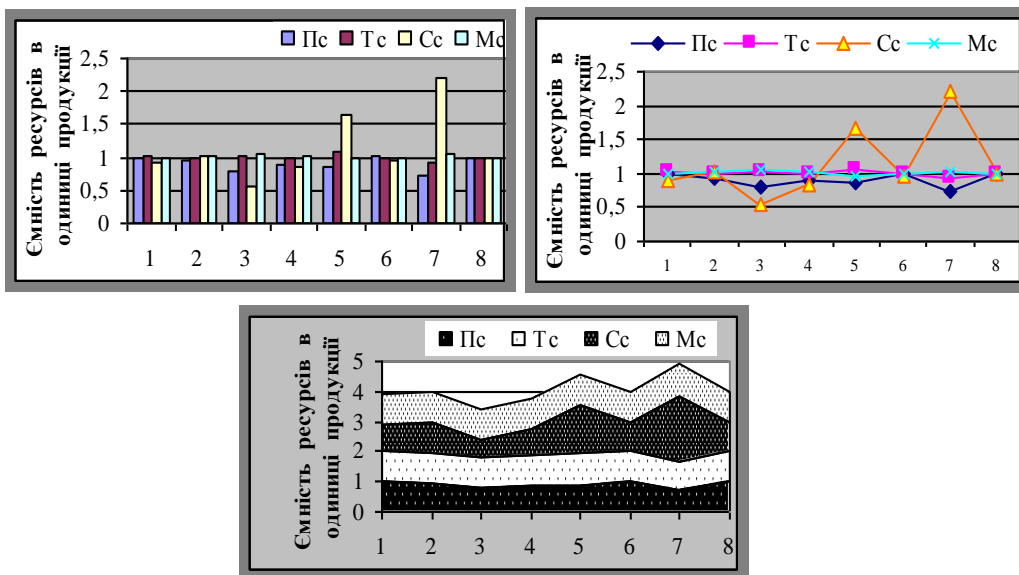 Пс Тс Сс Мс
Ємність ресурсів в
одиниці продукції
2,5
2
1,5
1
0,5
0
1 2 3 4 5 6 7 8
Пс Тс Сс Мс
Ємність ресурсів в
одиниці продукції
2,5
2
1,5
1
0,5
0
1 2 3 4 5 6 7 8
Пс Тс Сс Мс
Ємність ресурсів в
одиниці продукції
5
4
3
2
1
0
1 2 3 4 5 6 7 8